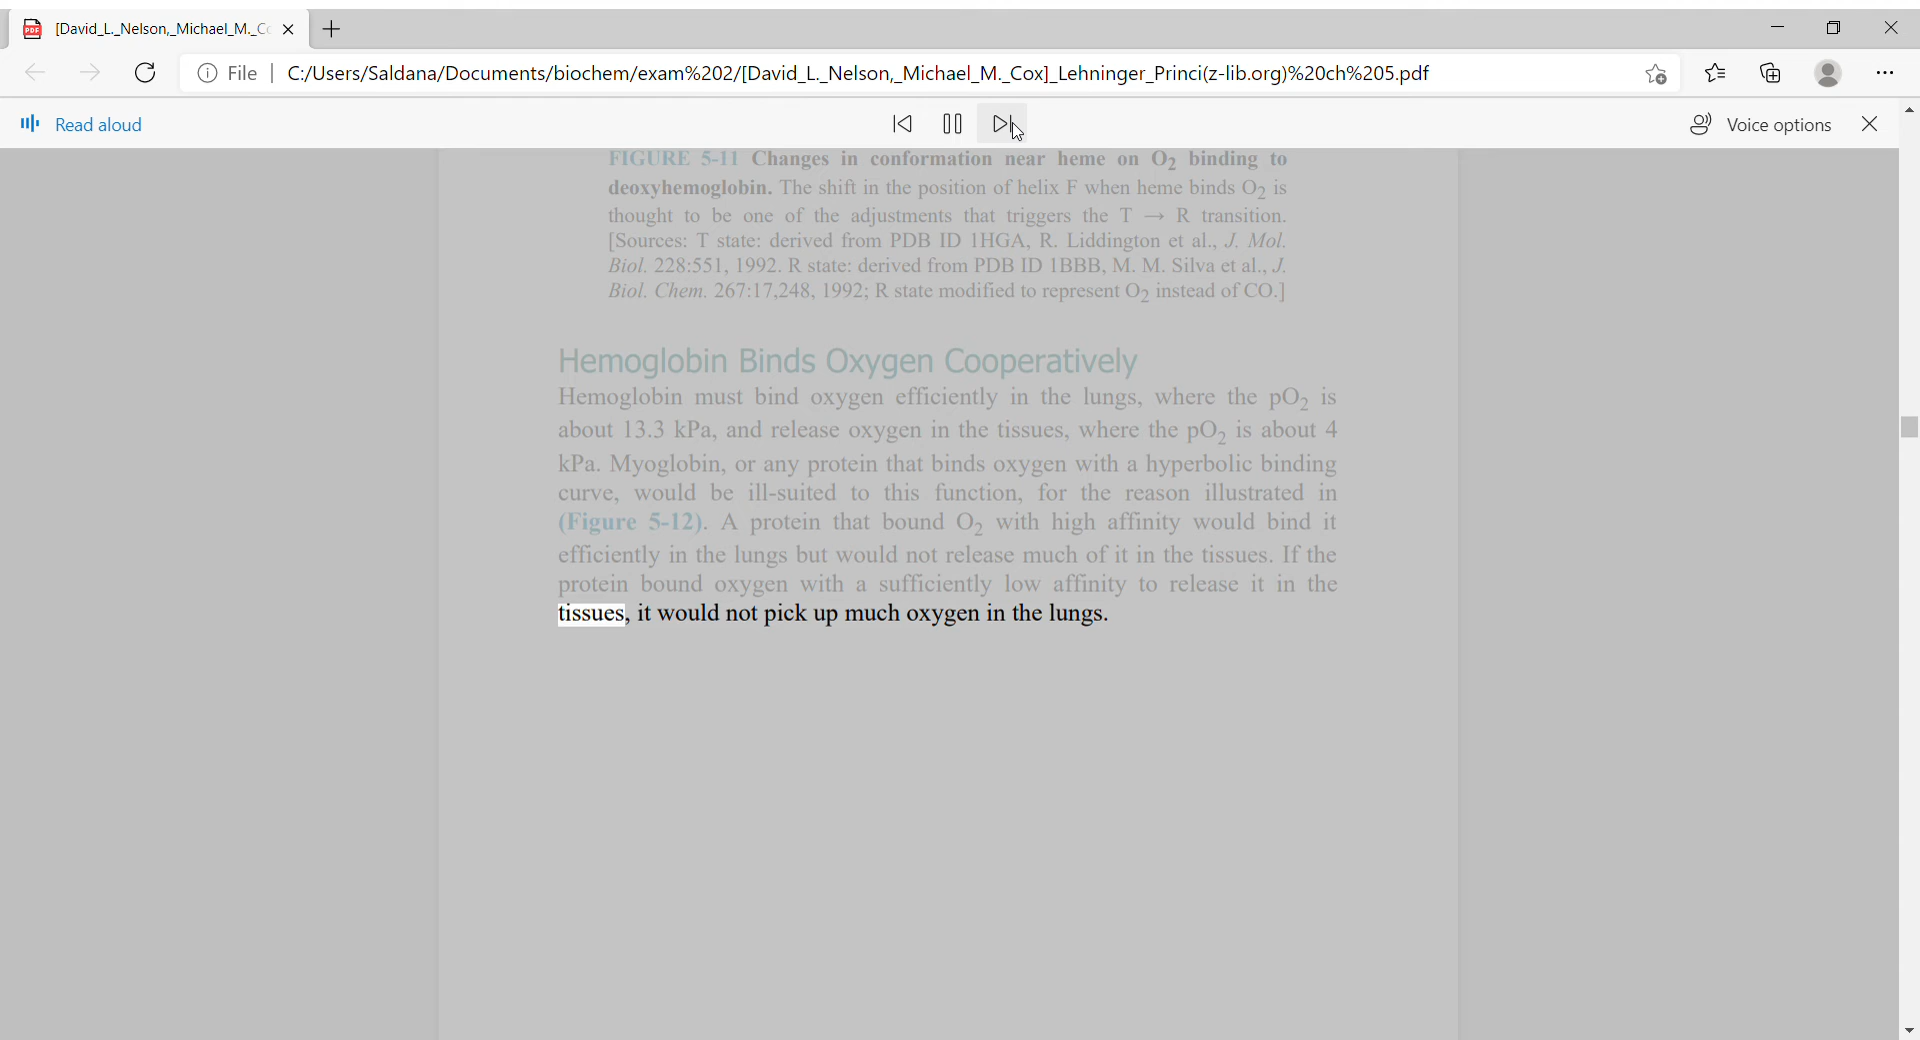 [David_L._Nelson,_Michael_M._Co
File | C:/Users/Saldana/Documents/biochem/exam%202/[David_L._Nelson,_Michael_M._Cox]_Lehninger_Princi(z-lib.org)%20ch%205.pdf
Read aloud
Voice options
FIGURE 5-11 Changes in conformation near heme on O₂ binding to
deoxyhemoglobin. The shift in the position of helix F when heme binds O₂ is
thought to be one of the adjustments that triggers the T → R transition.
[Sources: T state: derived from PDB ID 1HGA, R. Liddington et al., J. Mol.
Biol. 228:551, 1992. R state: derived from PDB ID 1BBB, M. M. Silva et al., J.
Biol. Chem. 267:17,248, 1992; R state modified to represent O₂ instead of CO.]
Hemoglobin Binds Oxygen Cooperatively
Hemoglobin must bind oxygen efficiently in the lungs, where the pO₂ is
about 13.3 kPa, and release oxygen in the tissues, where the pO₂ is about 4
kPa. Myoglobin, or any protein that binds oxygen with a hyperbolic binding
curve, would be ill-suited to this function, for the reason illustrated in
(Figure 5-12). A protein that bound O₂ with high affinity would bind it
efficiently in the lungs but would not release much of it in the tissues. If the
protein bound oxygen with a sufficiently low affinity to release it in the
tissues, it would not pick up much oxygen in the lungs.